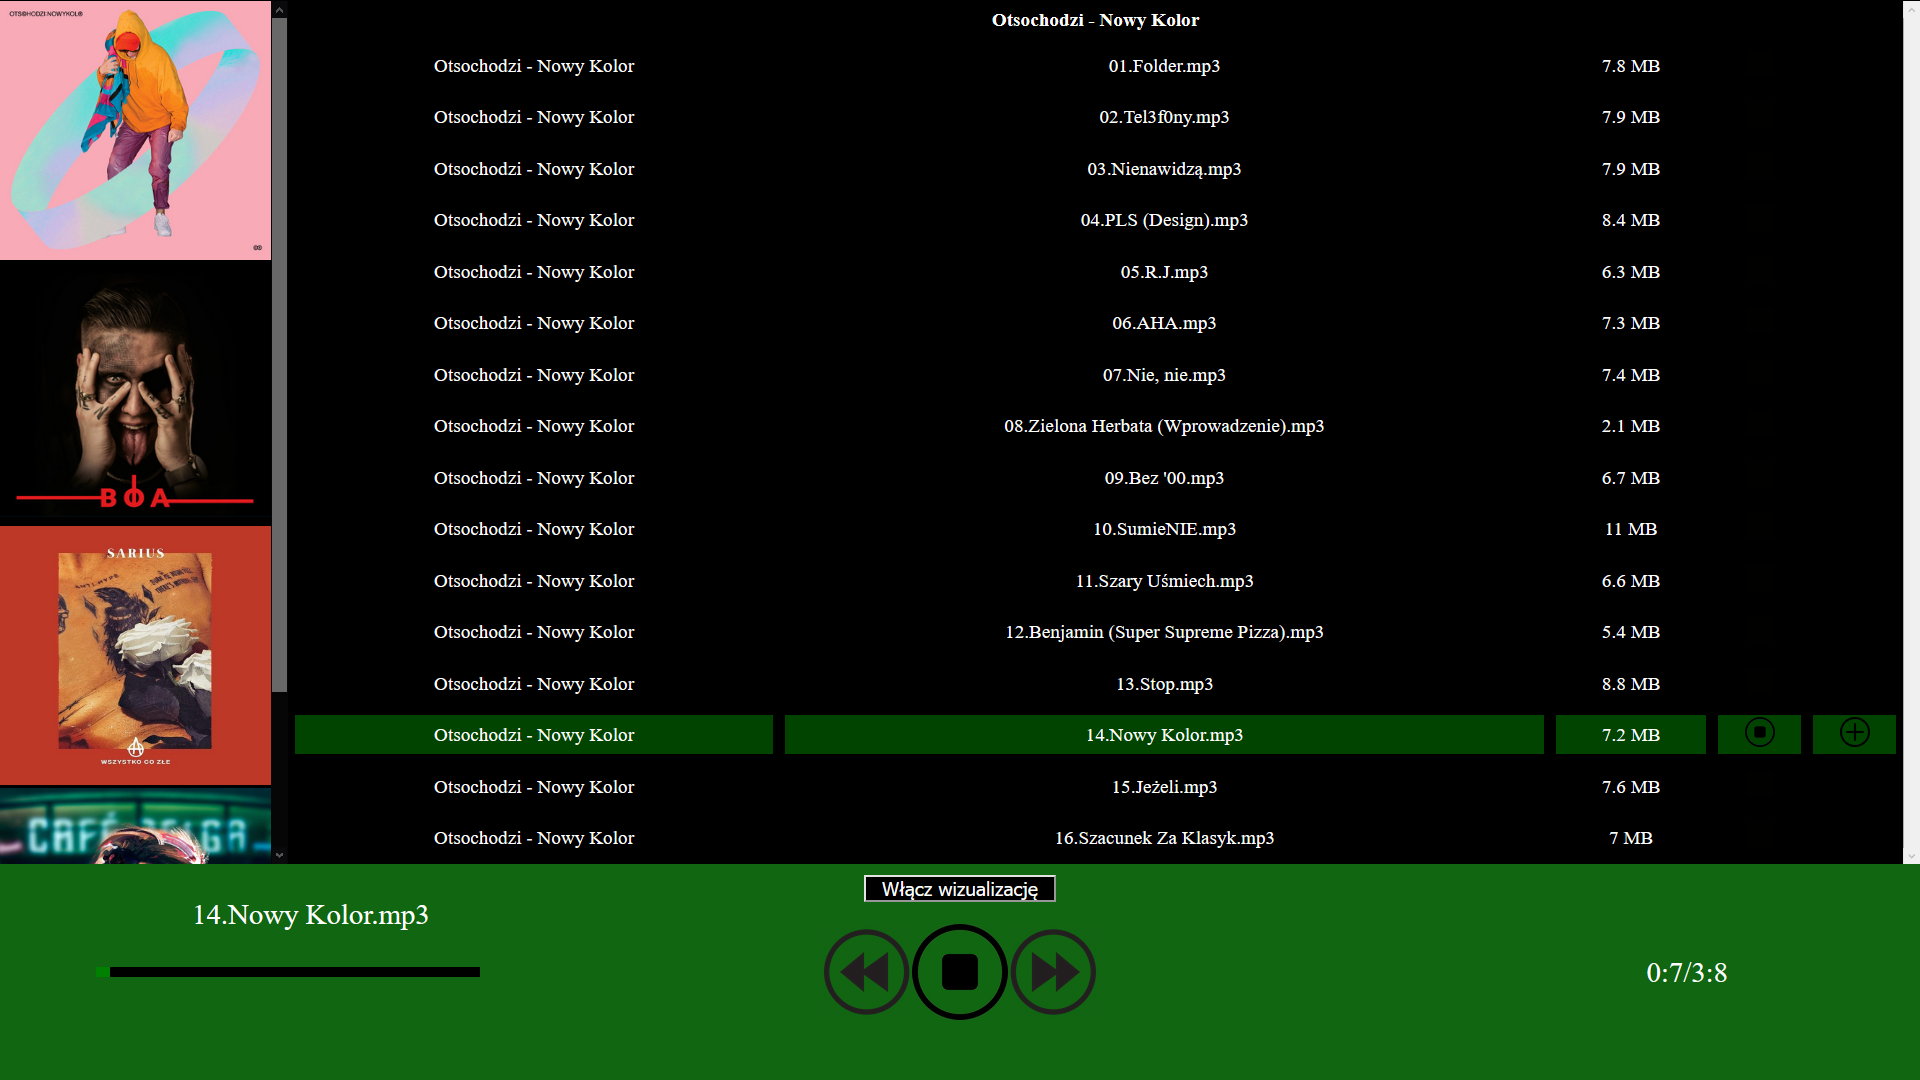 OTSOCHODZI NOWY KOLOR
BOA
SARIUS
WSZYSTKO CO ZŁE
CAFÉ BELGA
Otsochodzi - Nowy Kolor
Otsochodzi - Nowy Kolor 01.Folder.mp3 7.8 MB
Otsochodzi - Nowy Kolor 02.Tel3f0ny.mp3 7.9 MB
Otsochodzi - Nowy Kolor 03.Nienawidzą.mp3 7.9 MB
Otsochodzi - Nowy Kolor 04.PLS (Design).mp3 8.4 MB
Otsochodzi - Nowy Kolor 05.R.J.mp3 6.3 MB
Otsochodzi - Nowy Kolor 06.AHA.mp3 7.3 MB
Otsochodzi - Nowy Kolor 07.Nie, nie.mp3 7.4 MB
Otsochodzi - Nowy Kolor 08.Zielona Herbata (Wprowadzenie).mp3 2.1 MB
Otsochodzi - Nowy Kolor 09.Bez '00.mp3 6.7 MB
Otsochodzi - Nowy Kolor 10.SumieNIE.mp3 11 MB
Otsochodzi - Nowy Kolor 11.Szary Uśmiech.mp3 6.6 MB
Otsochodzi - Nowy Kolor 12.Benjamin (Super Supreme Pizza).mp3 5.4 MB
Otsochodzi - Nowy Kolor 13.Stop.mp3 8.8 MB
Otsochodzi - Nowy Kolor 14.Nowy Kolor.mp3 7.2 MB
Otsochodzi - Nowy Kolor 15.Jeżeli.mp3 7.6 MB
Otsochodzi - Nowy Kolor 16.Szacunek Za Klasyk.mp3 7 MB
Włącz wizualizację
14.Nowy Kolor.mp3
0:7/3:8